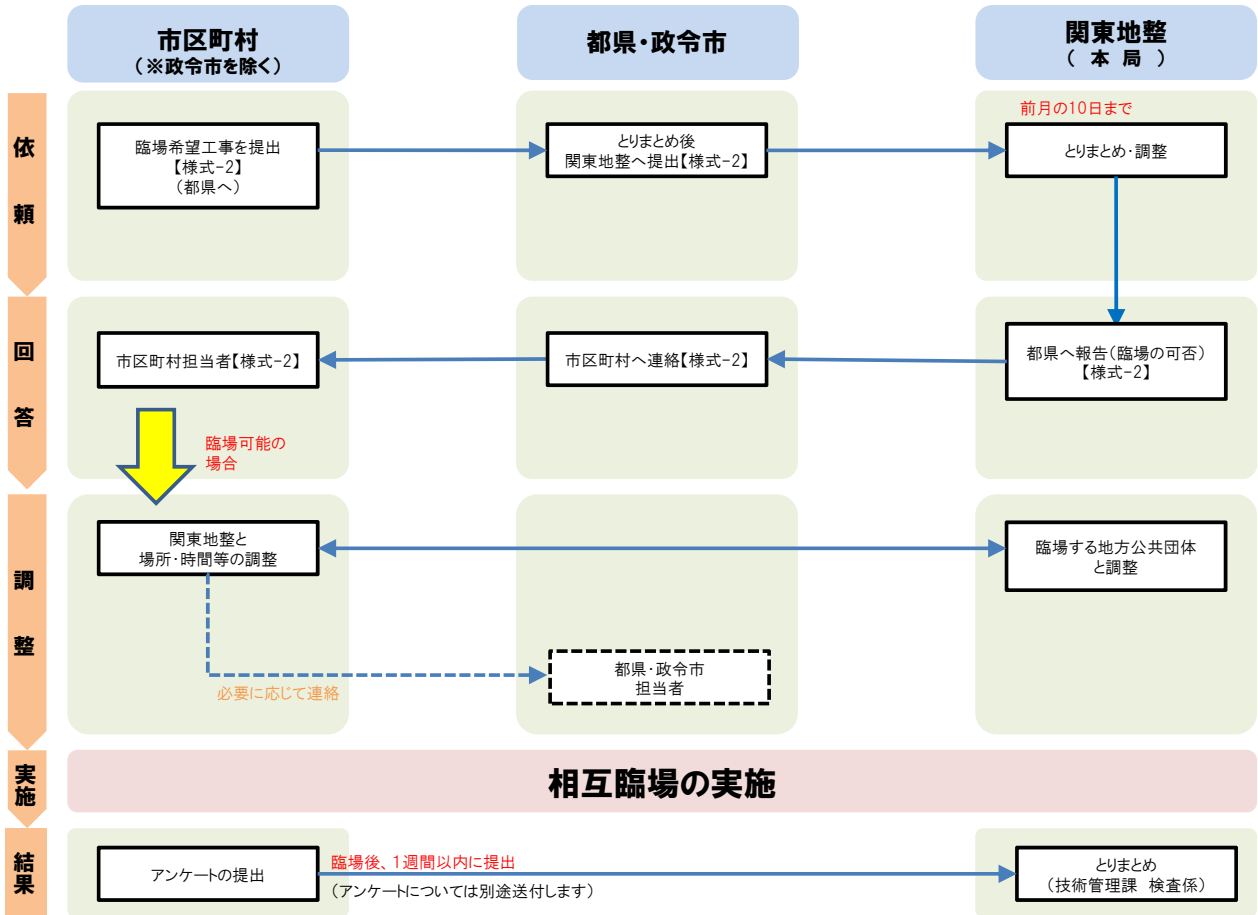 市区町村
（※政令市を除く）
都県・政令市
関東地整
（ 本 局 ）
依頼
臨場希望工事を提出
【様式-2】
（都県へ）
とりまとめ後
関東地整へ提出【様式-2】
前月の10日まで
とりまとめ・調整
回答
市区町村担当者【様式-2】
市区町村へ連絡【様式-2】
都県へ報告（臨場の可否）
【様式-2】
臨場可能の
場合
調整
関東地整と
場所・時間等の調整
臨場する地方公共団体
と調整
必要に応じて連絡
都県・政令市
担当者
実施
相互臨場の実施
結果
アンケートの提出
臨場後、1週間以内に提出
（アンケートについては別途送付します）
とりまとめ
（技術管理課 検査係）